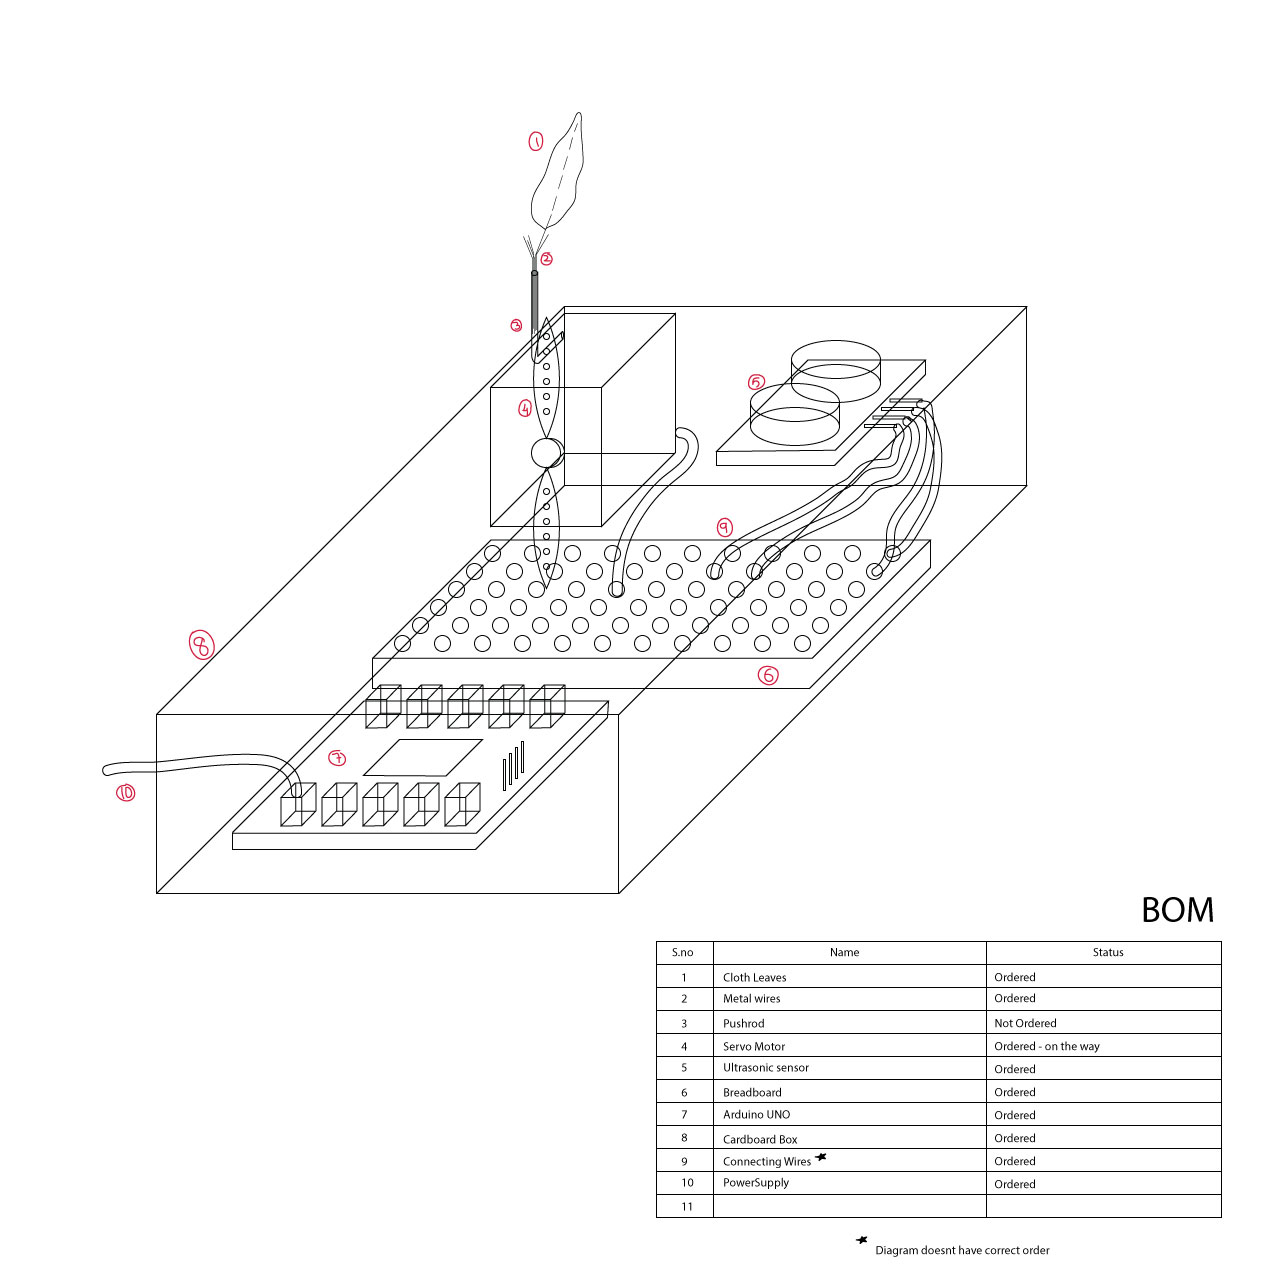 1
2
3
4
5
9
8
6
7
10
BOM
S.no Name Status
1 Cloth Leaves Ordered
2 Metal wires Ordered
3 Pushrod Not Ordered
4 Servo Motor Ordered - on the way
5 Ultrasonic sensor Ordered
6 Breadboard Ordered
7 Arduino UNO Ordered
8 Cardboard Box Ordered
9 Connecting Wires Ordered
10 PowerSupply Ordered
11
Diagram doesnt have correct order